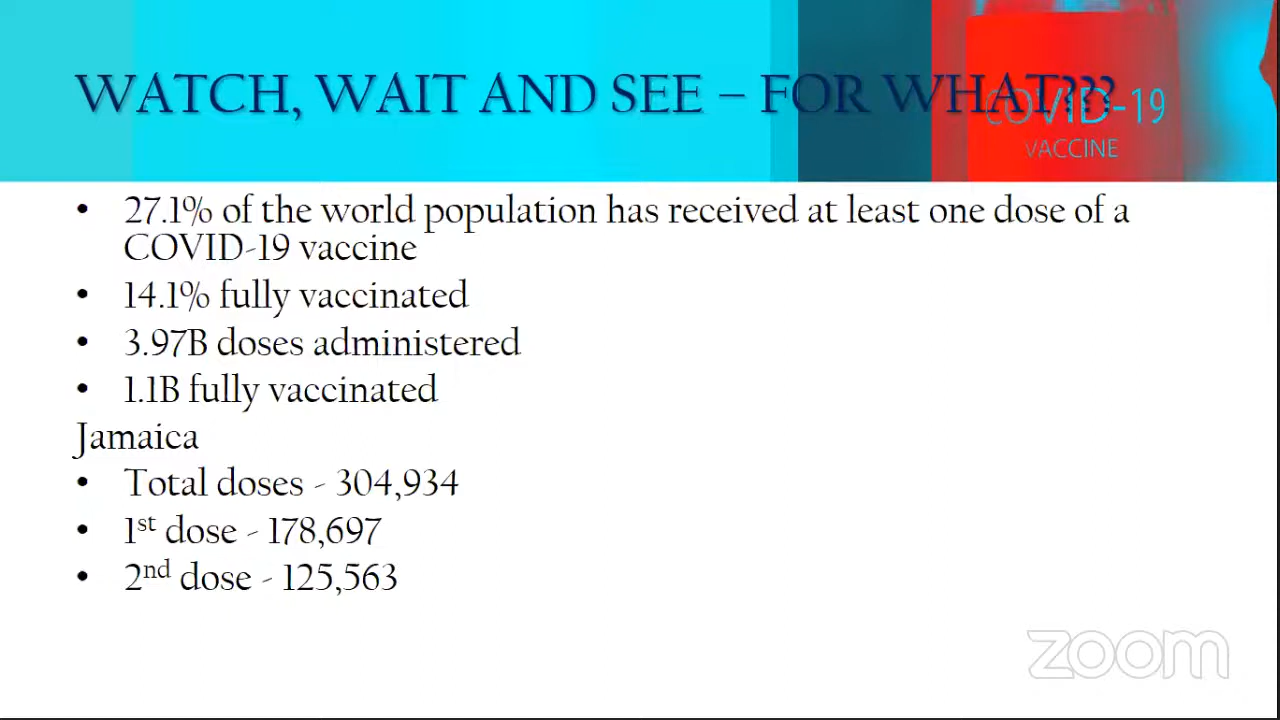 WATCH, WAIT AND SEE – FOR WHAT???
COVID-19
VACCINE
• 27.1% of the world population has received at least one dose of a
COVID-19 vaccine
• 14.1% fully vaccinated
• 3.97B doses administered
• 1.1B fully vaccinated
Jamaica
• Total doses - 304,934
• 1st dose - 178,697
• 2nd dose - 125,563
zoom